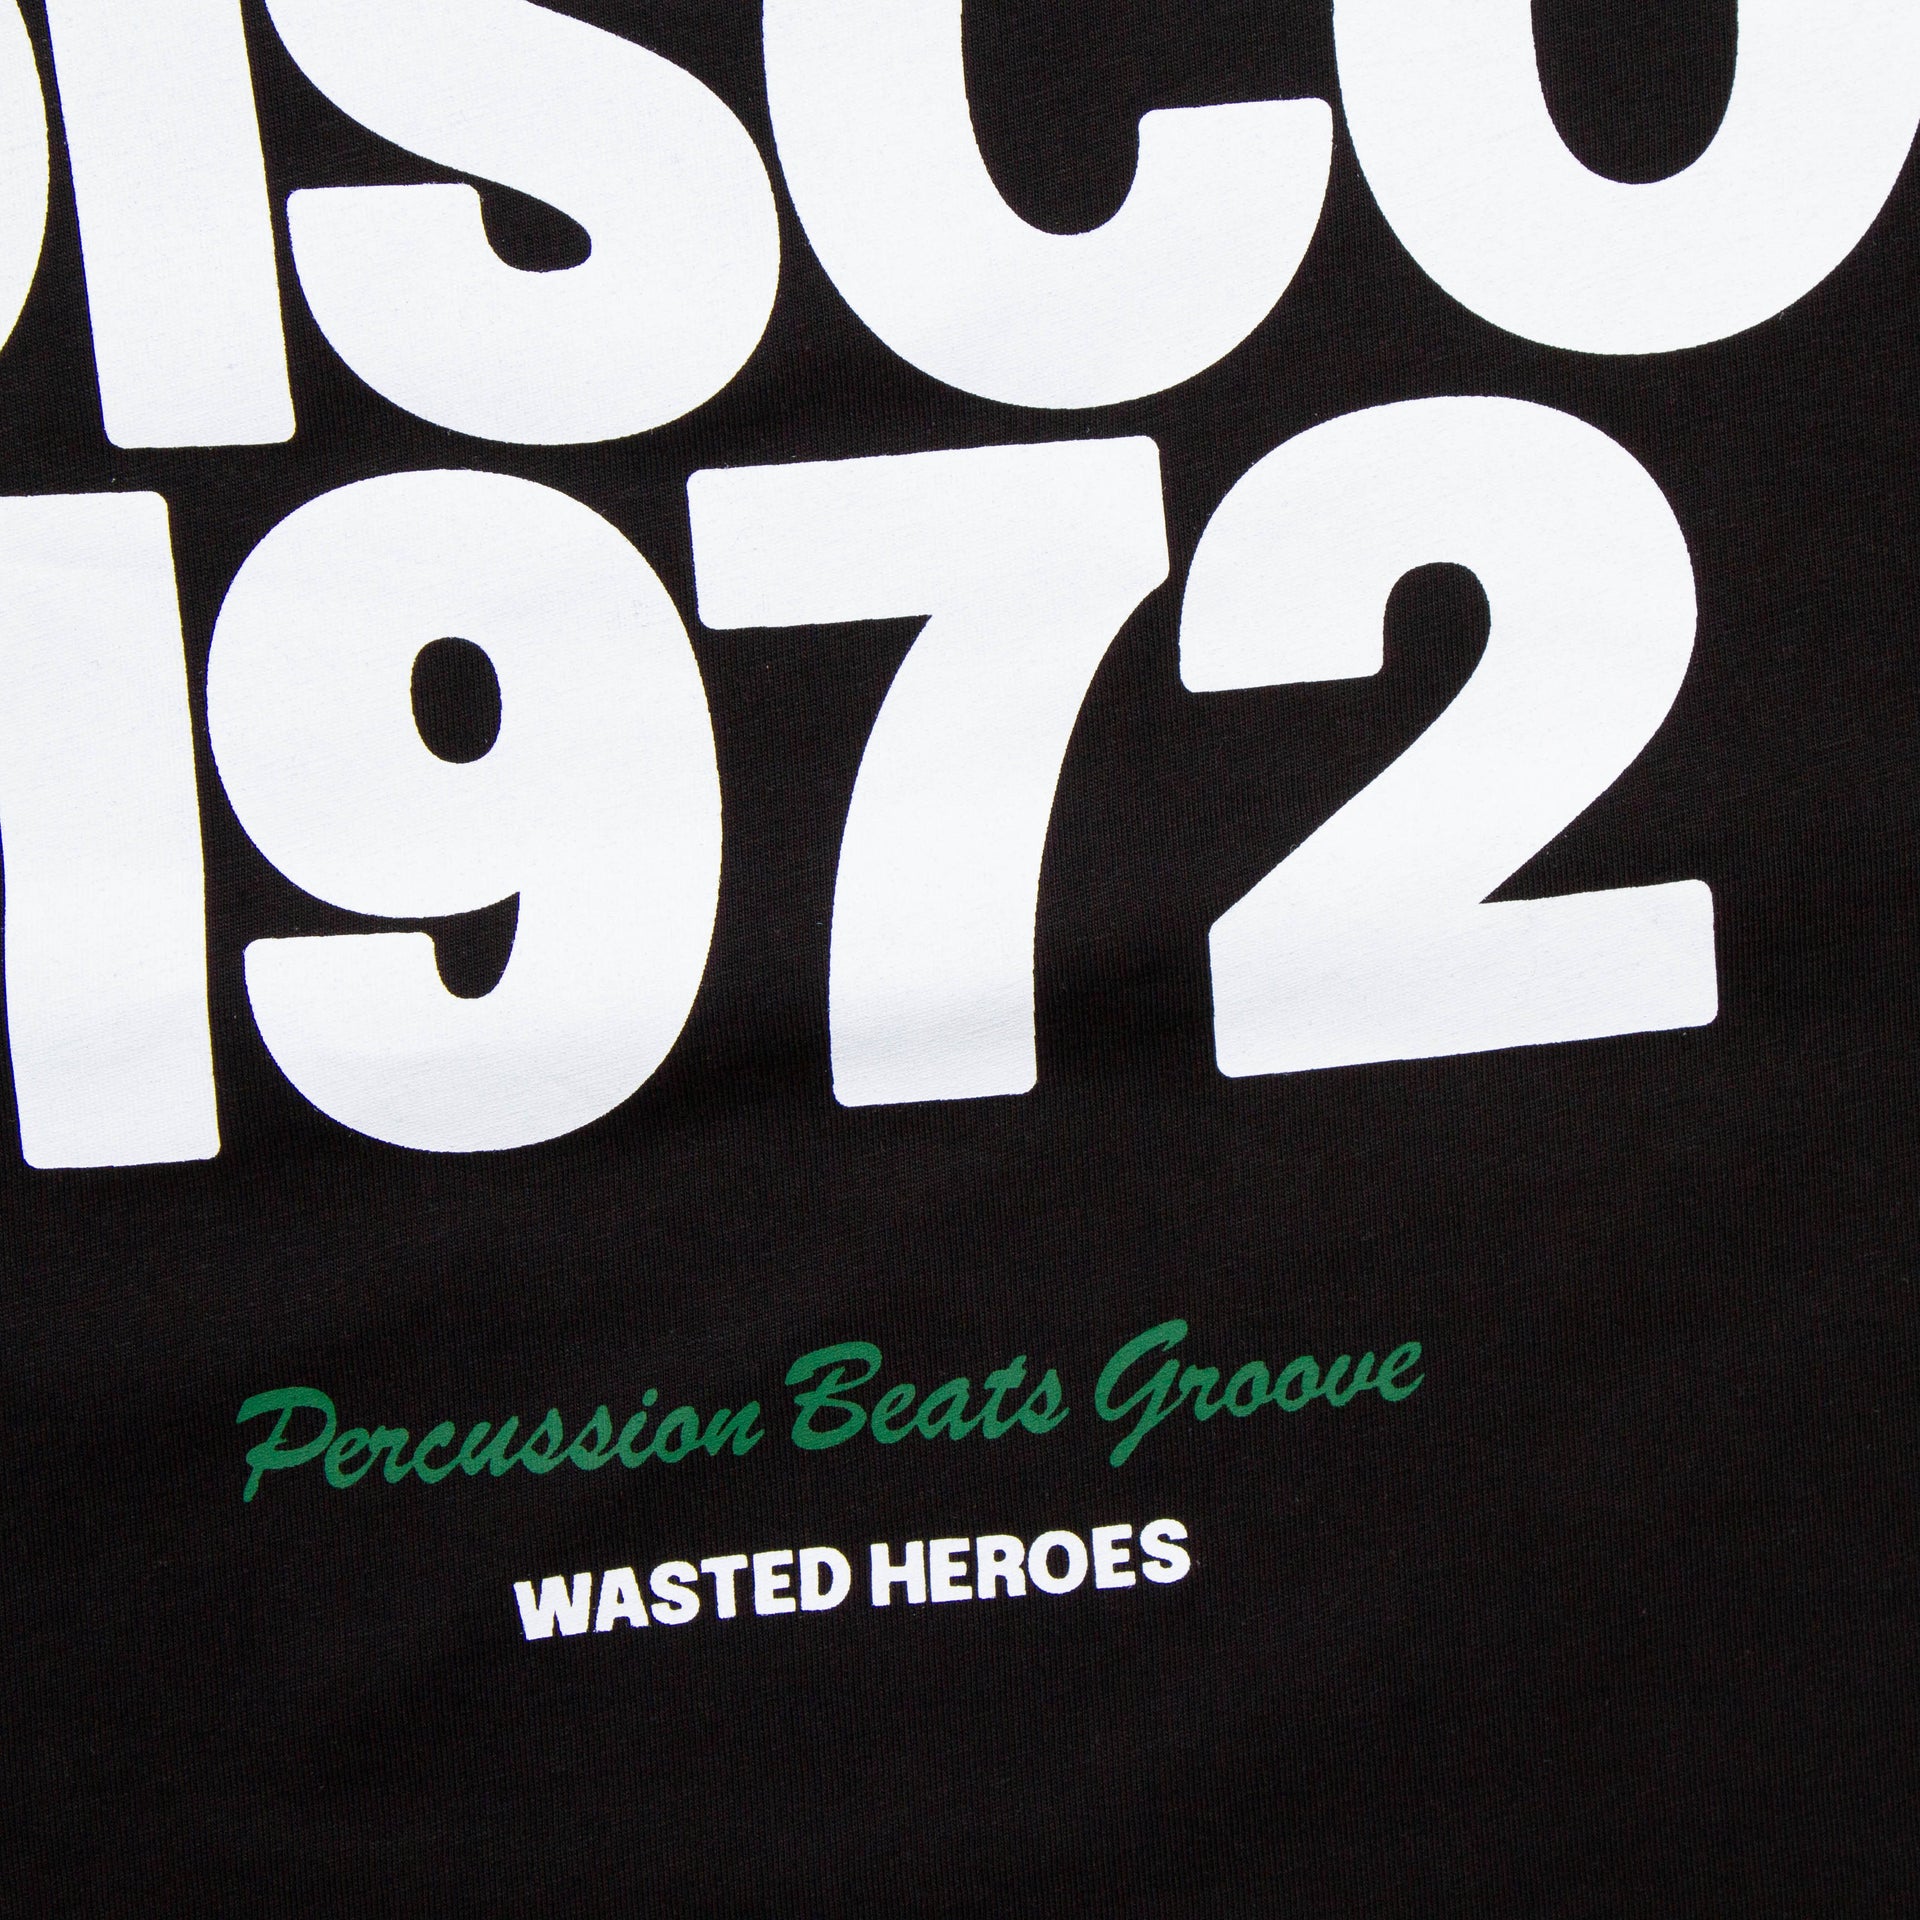 DISCO
1972
Percussion Beats Groove
WASTED HEROES